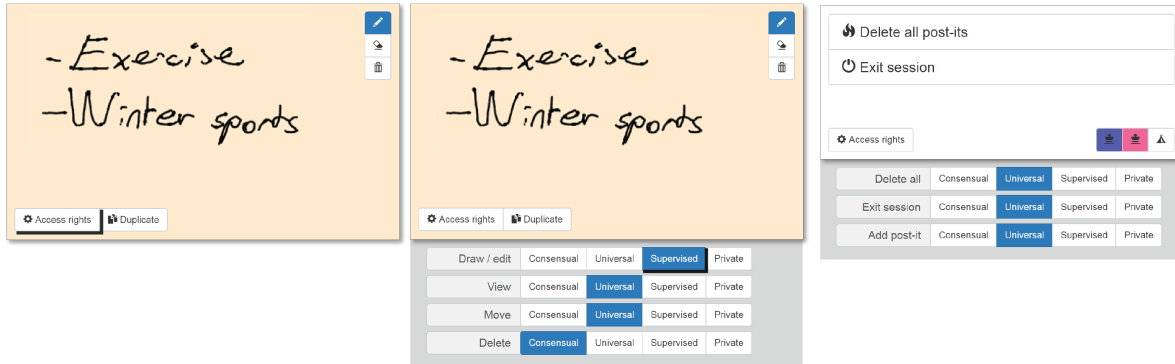 - Exercise
- Winter sports
Access rights Duplicate
- Exercise
- Winter sports
Access rights Duplicate
Draw / edit Consensual Universal Supervised Private
View Consensual Universal Supervised Private
Move Consensual Universal Supervised Private
Delete Consensual Universal Supervised Private
Delete all post-its
Exit session
Access rights
Delete all Consensual Universal Supervised Private
Exit session Consensual Universal Supervised Private
Add post-it Consensual Universal Supervised Private